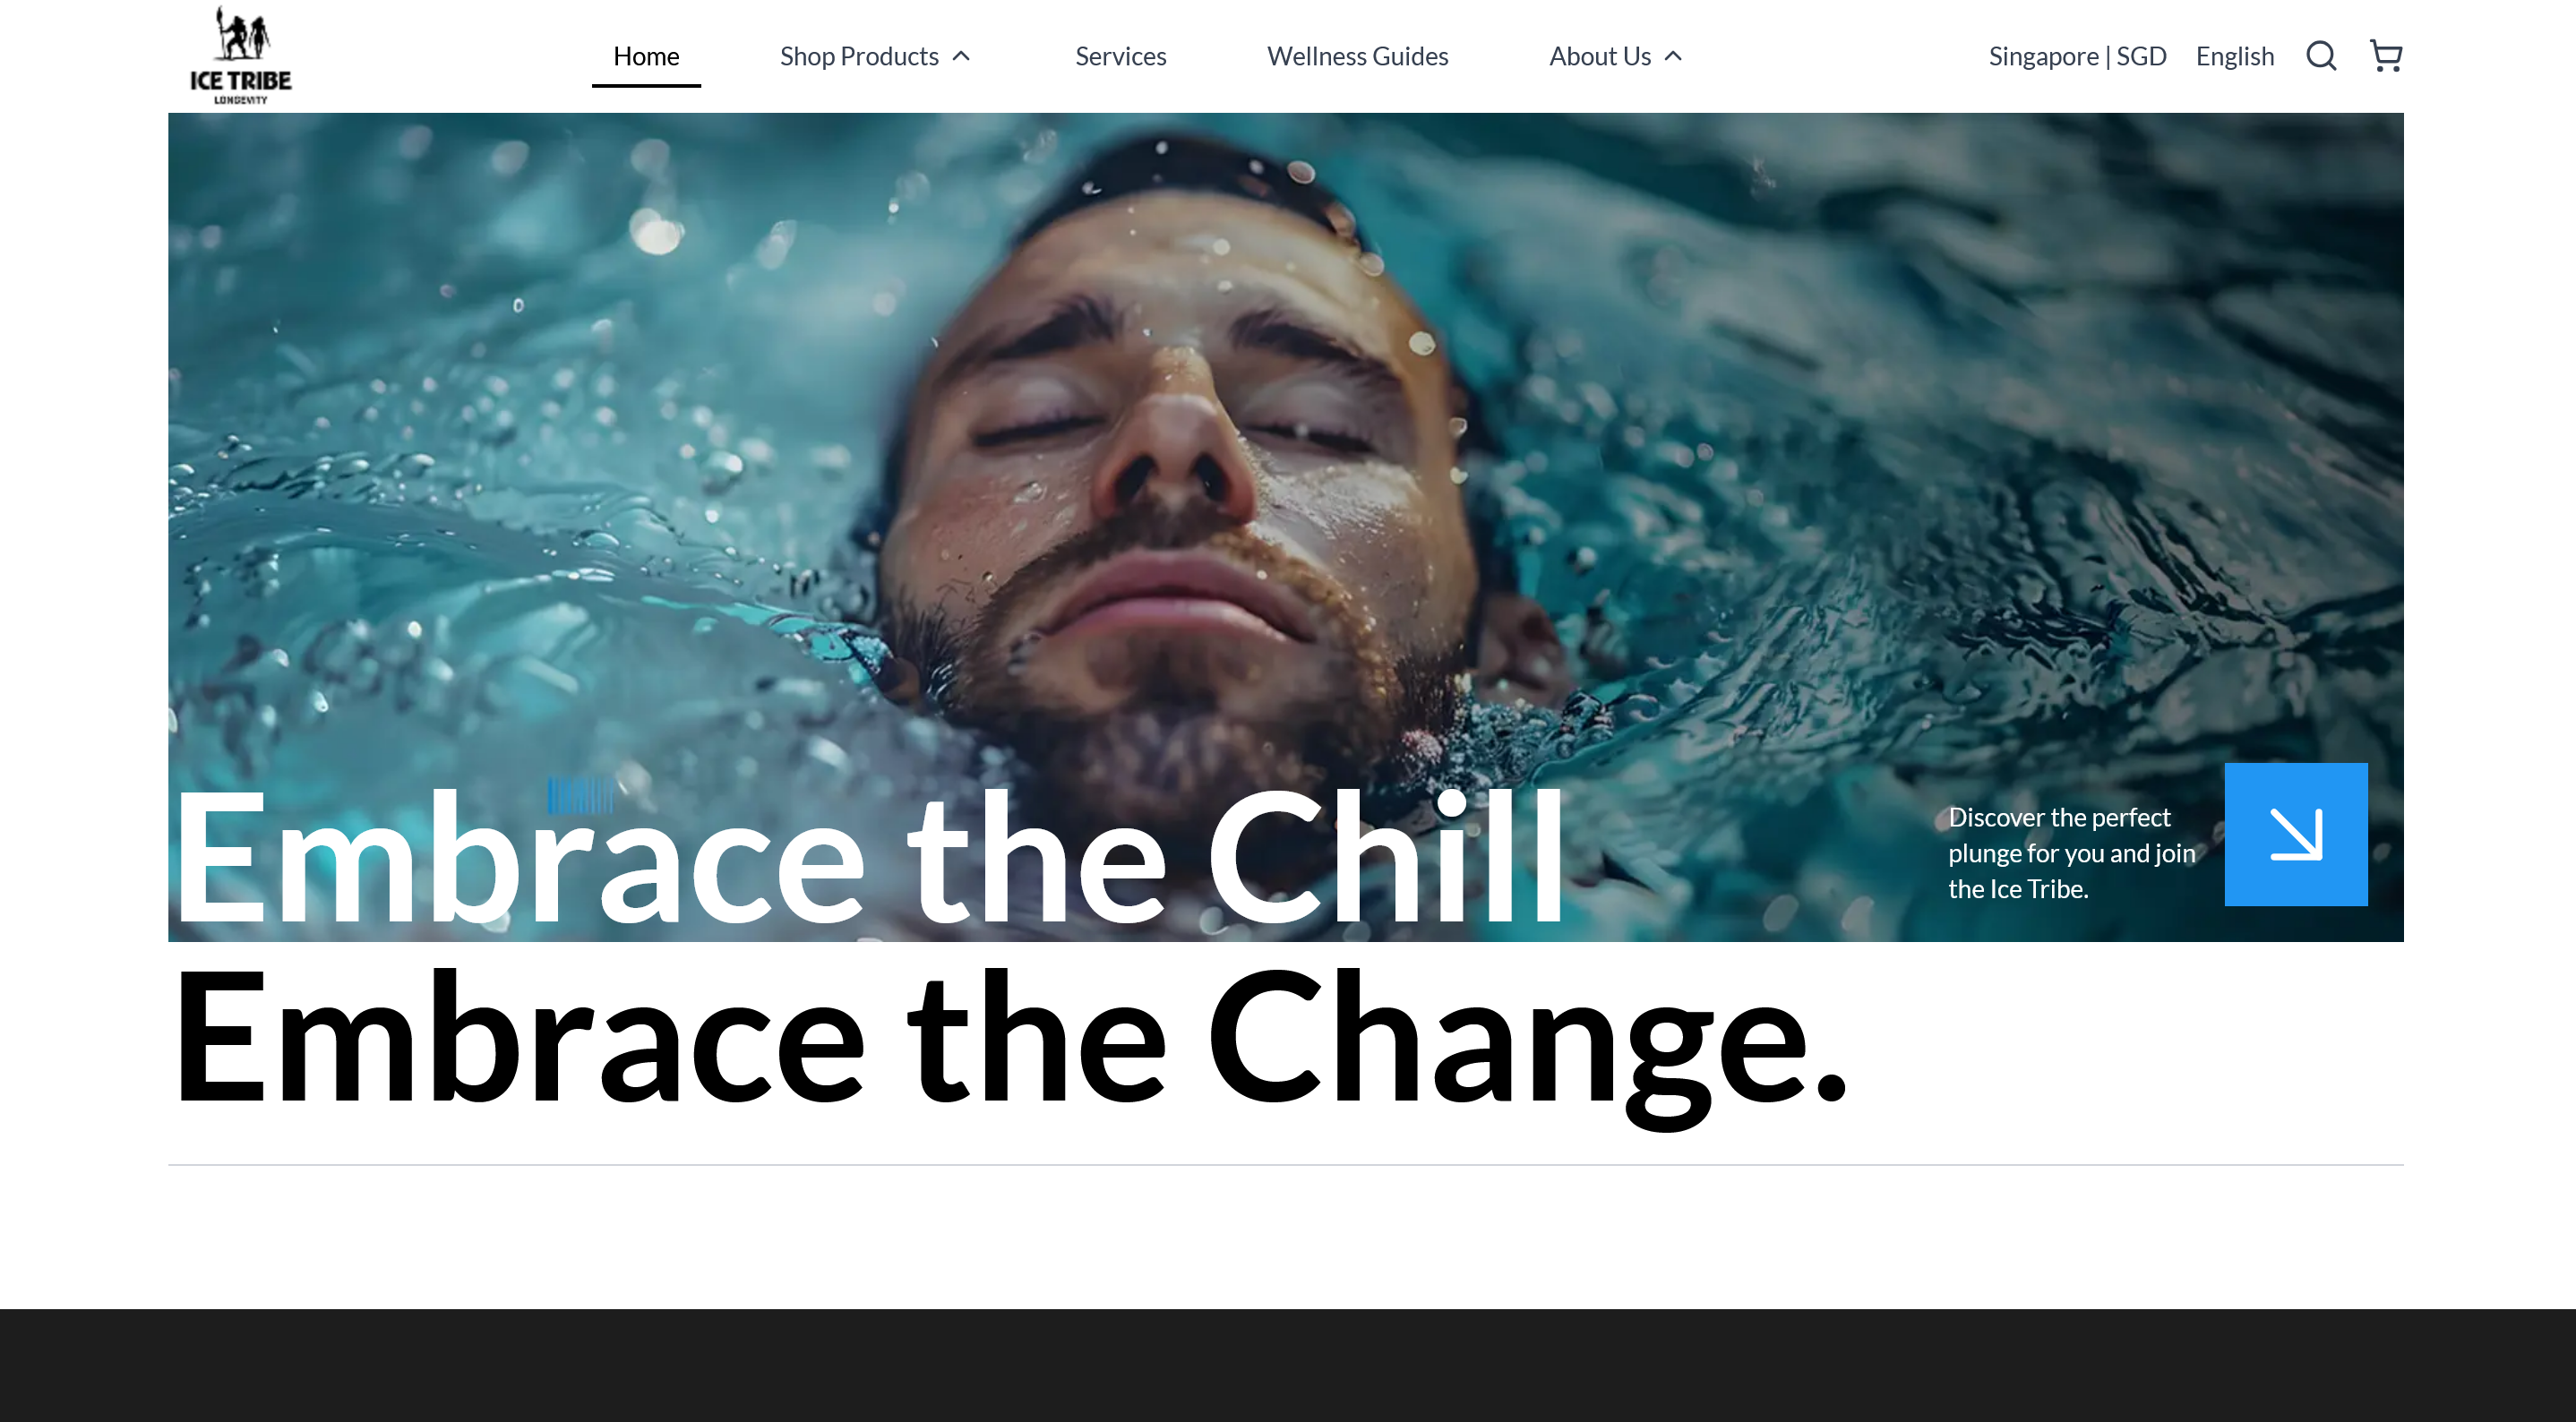 ICE TRIBE
LONGEVITY
Home
Shop Products
Services
Wellness Guides
About Us
Singapore | SGD
English
Embrace the Chill
Discover the perfect
plunge for you and join
the Ice Tribe.
Embrace the Change.